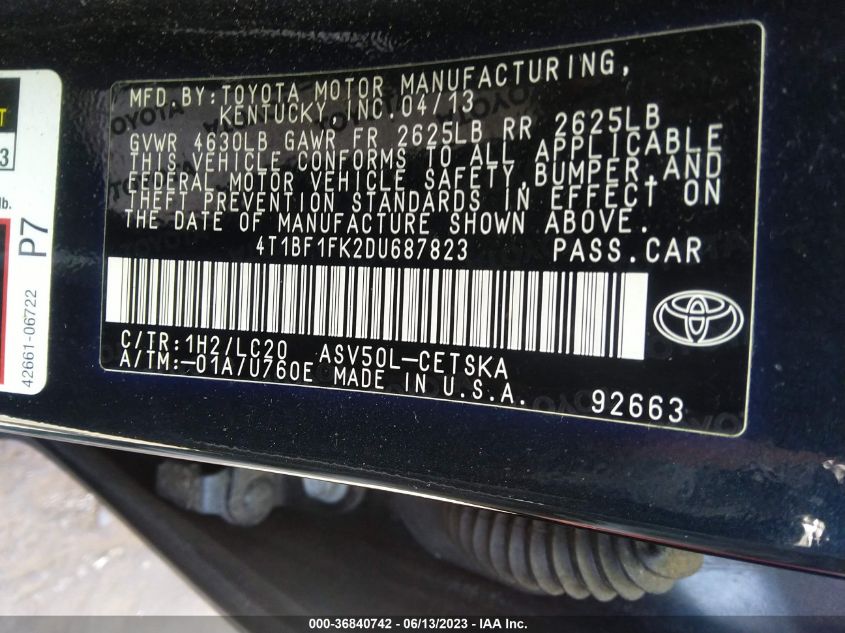 MFD.BY:TOYOTA MOTOR MANUFACTURING,
KENTUCKY, INC.04/13
GVWR 4630LB GAWR FR 2625LB RR 2625LB
THIS VEHICLE CONFORMS TO ALL APPLICABLE
FEDERAL MOTOR VEHICLE SAFETY,BUMPER,AND
THEFT PREVENTION STANDARDS IN EFFECT ON
THE DATE OF MANUFACTURE SHOWN ABOVE.
4T1BF1FK2DU687823 PASS.CAR
C/TR:1H2/LC20 ASV50L-CETSKA
A/TM:-01A/U760E MADE IN U.S.A.
92663
3
lb.
P7
42661-06722
000-36840742 - 06/13/2023 - IAA Inc.